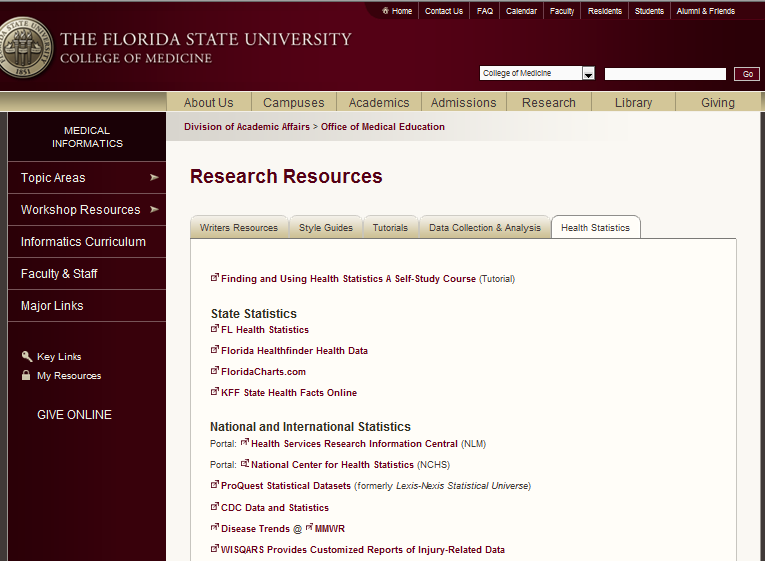 Home Contact Us FAQ Calendar Faculty Residents Students Alumni & Friends
THE FLORIDA STATE UNIVERSITY
COLLEGE OF MEDICINE
1851
College of Medicine Go
About Us Campuses Academics Admissions Research Library Giving
MEDICAL
INFORMATICS
Topic Areas
Workshop Resources
Informatics Curriculum
Faculty & Staff
Major Links
Key Links
My Resources
GIVE ONLINE
Division of Academic Affairs > Office of Medical Education
Research Resources
Writers Resources Style Guides Tutorials Data Collection & Analysis Health Statistics
Finding and Using Health Statistics A Self-Study Course (Tutorial)
State Statistics
FL Health Statistics
Florida Healthfinder Health Data
FloridaCharts.com
KFF State Health Facts Online
National and International Statistics
Portal: Health Services Research Information Central (NLM)
Portal: National Center for Health Statistics (NCHS)
ProQuest Statistical Datasets (formerly Lexis-Nexis Statistical Universe)
CDC Data and Statistics
Disease Trends @ MMWR
WISQARS Provides Customized Reports of Injury-Related Data